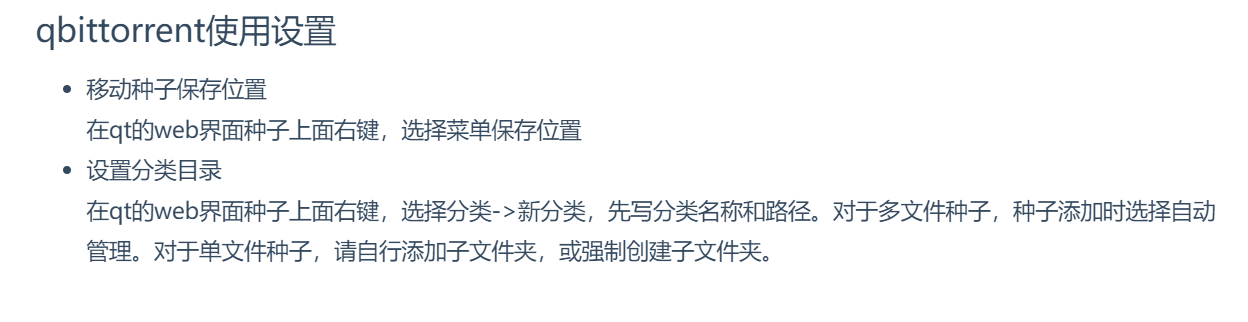 qbittorrent使用设置
移动种子保存位置
在qt的web界面种子上面右键，选择菜单保存位置
设置分类目录
在qt的web界面种子上面右键，选择分类->新分类，先写分类名称和路径。对于多文件种子，种子添加时选择自动
管理。对于单文件种子，请自行添加子文件夹，或强制创建子文件夹。